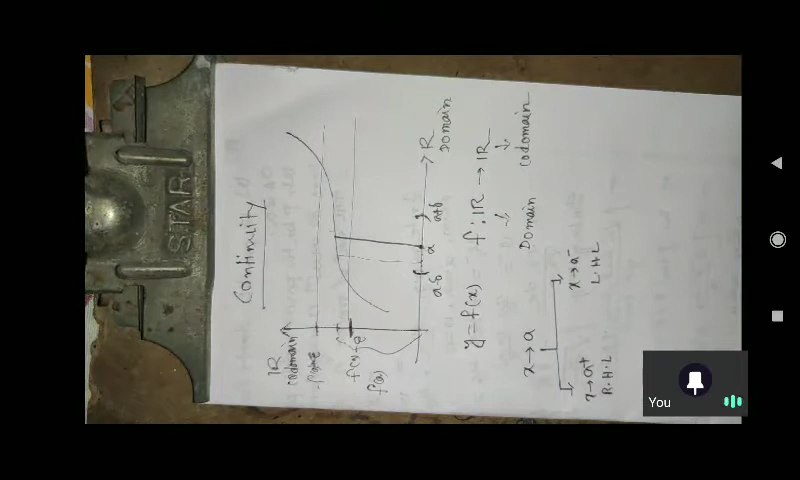 Continuity
IR
codomain
f(a)+ε
f(a)-ε
f(a)
a-δ
a
a+δ
R
Domain
y = f(x) = f : IR → IR
Domain
codomain
x→a
x→a+
R.H.L
x→a-
L.H.L
STAR
You